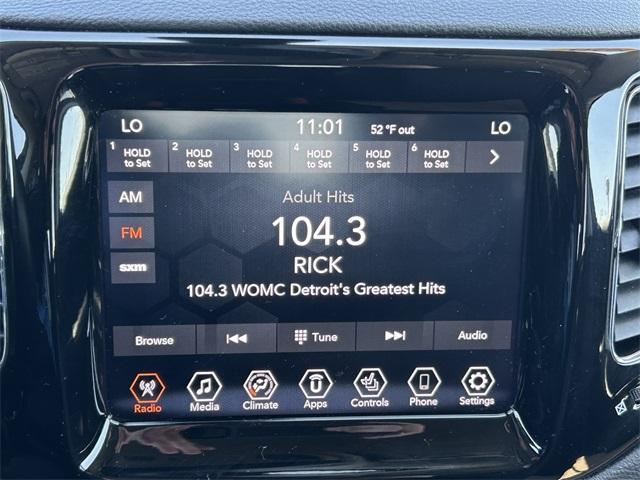 LO 11:01 52 °F out LO
1 HOLD to Set 2 HOLD to Set 3 HOLD to Set 4 HOLD to Set 5 HOLD to Set 6 HOLD to Set
AM
FM
sxm
Adult Hits
104.3
RICK
104.3 WOMC Detroit's Greatest Hits
Browse Tune Audio
Radio Media Climate Apps Controls Phone Settings